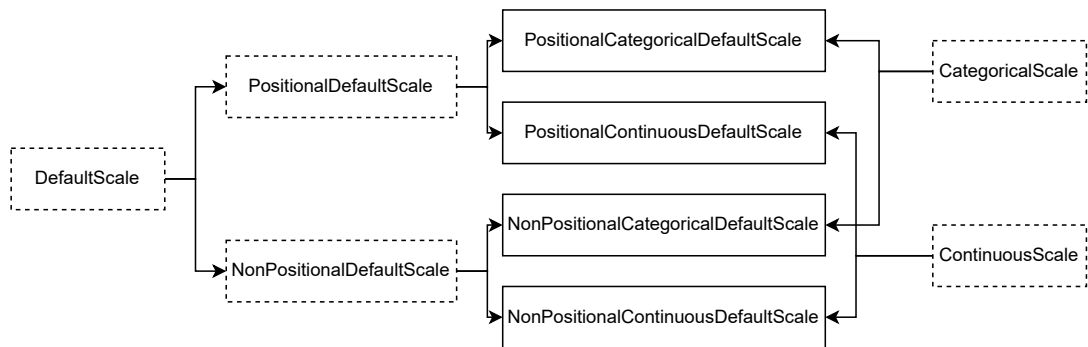 PositionalCategoricalDefaultScale
CategoricalScale
PositionalDefaultScale
PositionalContinuousDefaultScale
DefaultScale
NonPositionalCategoricalDefaultScale
ContinuousScale
NonPositionalDefaultScale
NonPositionalContinuousDefaultScale